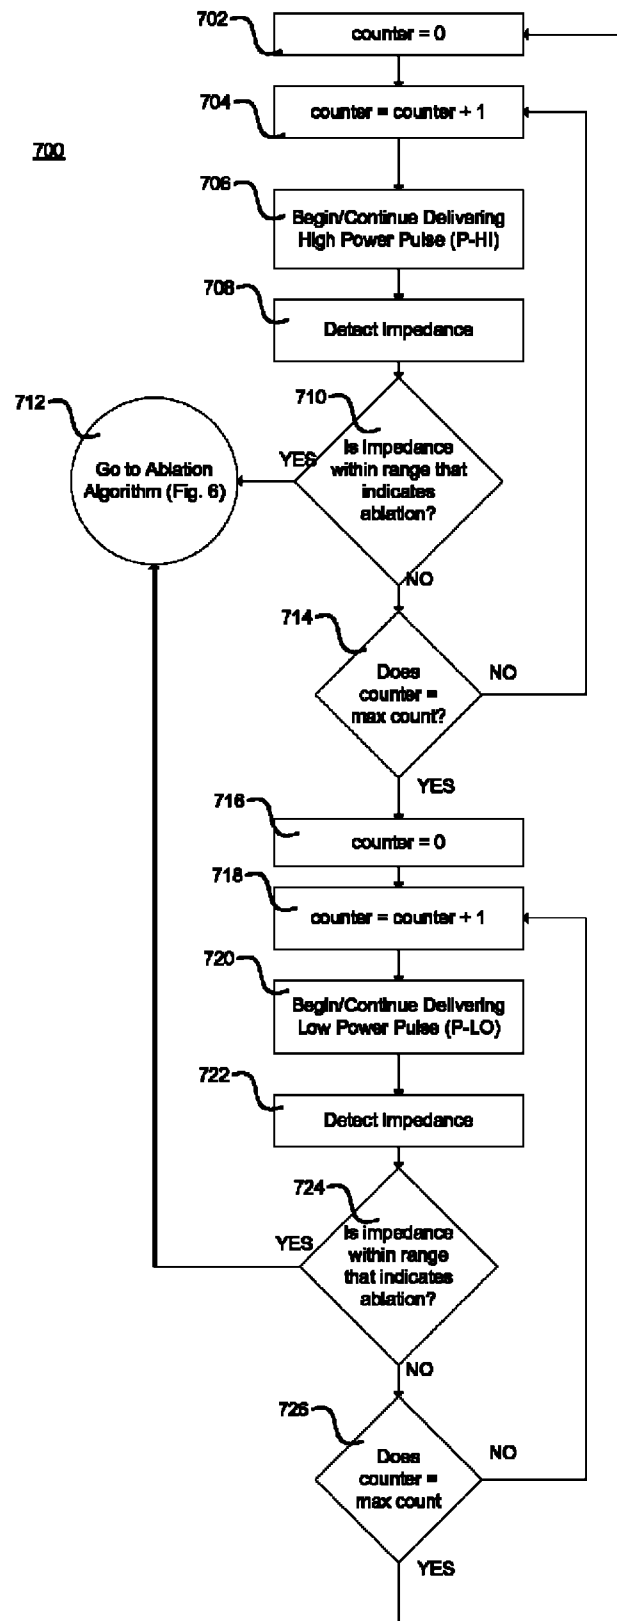 702
counter = 0
704
counter = counter + 1
700
706
Begin/Continue Delivering
High Power Pulse (P-HI)
708
Detect Impedance
710
712
Is Impedance
within range that
indicates
ablation?
YES
Go to Ablation
Algorithm (Fig. 6)
NO
714
Does
counter =
max count?
NO
YES
716
counter = 0
718
counter = counter + 1
720
Begin/Continue Delivering
Low Power Pulse (P-LO)
722
Detect Impedance
724
YES
Is impedance
within range
that indicates
ablation?
NO
726
Does
counter =
max count
NO
YES